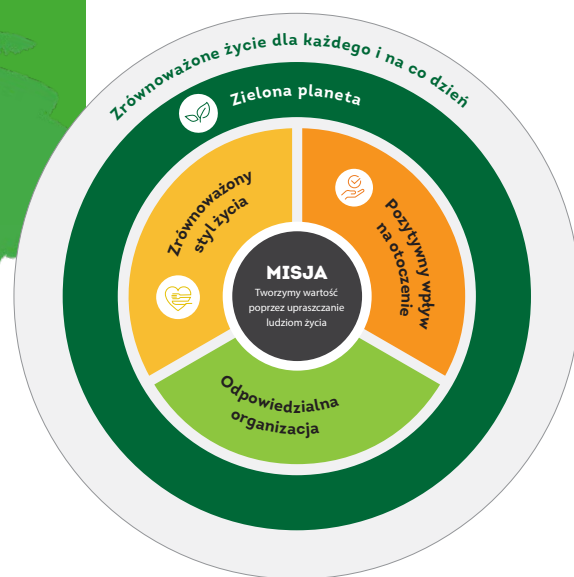 Zrównoważone życie dla każdego i na co dzień
Zielona planeta
Zrównoważony
styl życia
Pozytywny wpływ
na otoczenie
MISJA
Tworzymy wartość
poprzez upraszczanie
ludziom życia
Odpowiedzialna
organizacja